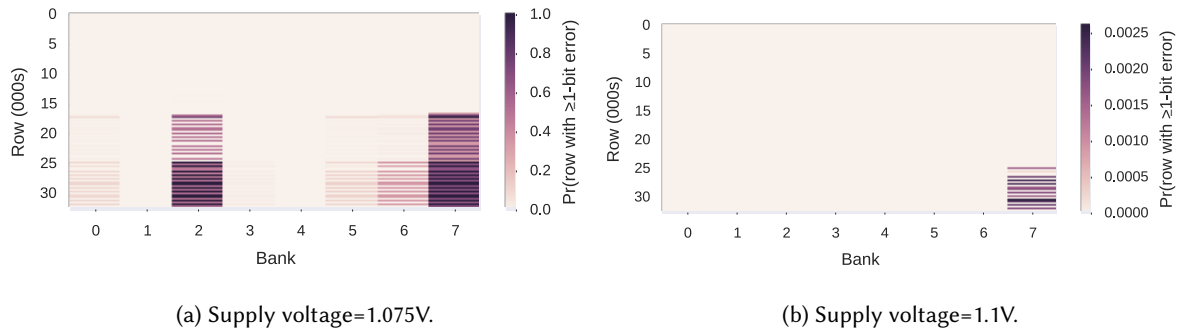 0
5
10
15
20
25
30
Row (000s)
0 1 2 3 4 5 6 7
Bank
1.0
0.8
0.6
0.4
0.2
0.0
Pr(row with ≥1-bit error)
(a) Supply voltage=1.075V.
0
5
10
15
20
25
30
Row (000s)
0 1 2 3 4 5 6 7
Bank
0.0025
0.0020
0.0015
0.0010
0.0005
0.0000
Pr(row with ≥1-bit error)
(b) Supply voltage=1.1V.